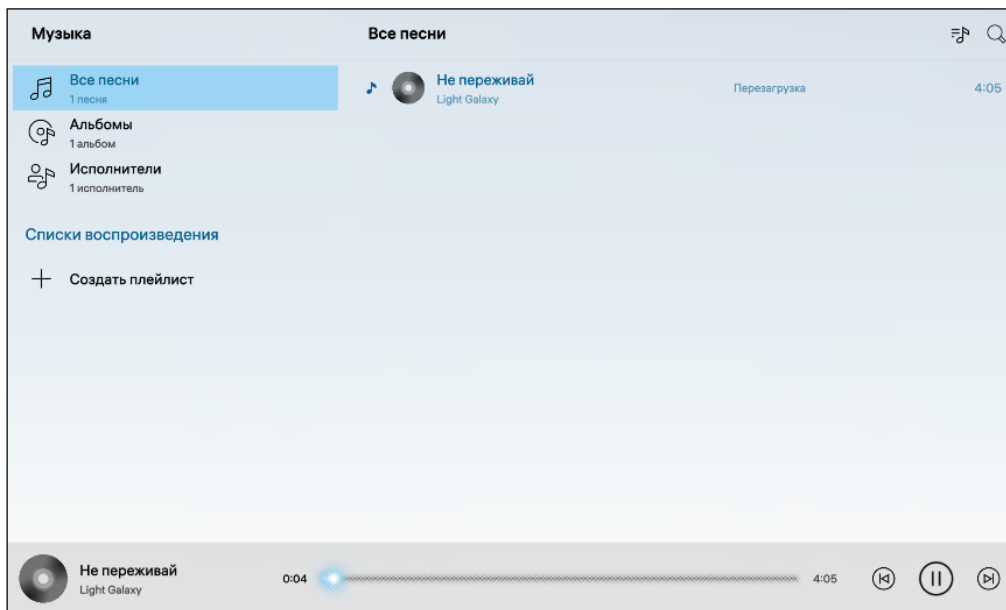 Музыка
Все песни
Все песни
1 песня
Альбомы
1 альбом
Исполнители
1 исполнитель
Списки воспроизведения
Создать плейлист
Не переживай
Light Galaxy
Перезагрузка
4:05
Не переживай
Light Galaxy
0:04
4:05